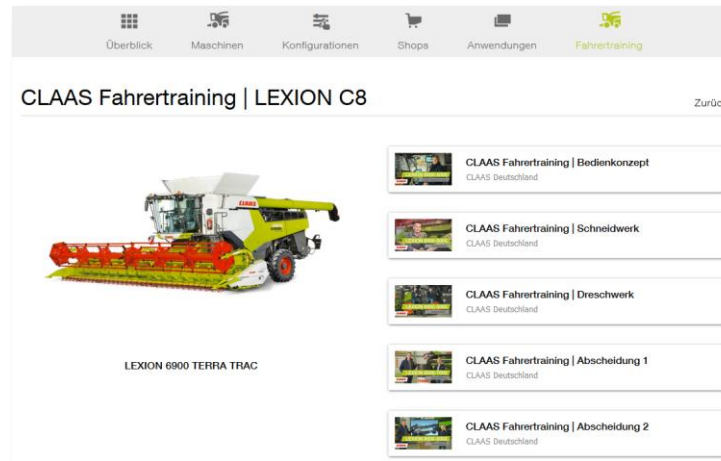 Überblick
Maschinen
Konfigurationen
Shops
Anwendungen
Fahrertraining
CLAAS Fahrertraining | LEXION C8
Zurüc
CLAAS
LEXION 6900 TERRA TRAC
CLAAS Fahrertraining | Bedienkonzept
CLAAS Deutschland
CLAAS Fahrertraining | Schneidwerk
CLAAS Deutschland
CLAAS Fahrertraining | Dreschwerk
CLAAS Deutschland
CLAAS Fahrertraining | Abscheidung 1
CLAAS Deutschland
CLAAS Fahrertraining | Abscheidung 2
CLAAS Deutschland